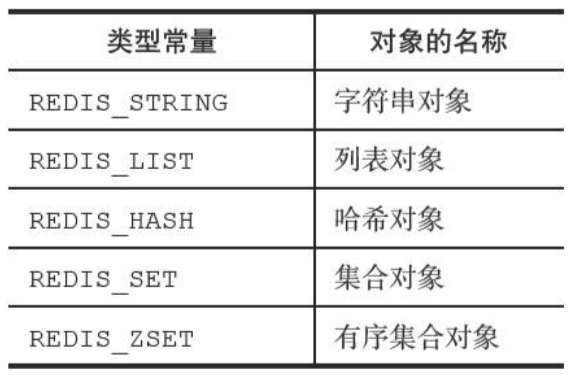 类型常量 对象的名称
REDIS_STRING 字符串对象
REDIS_LIST 列表对象
REDIS_HASH 哈希对象
REDIS_SET 集合对象
REDIS_ZSET 有序集合对象